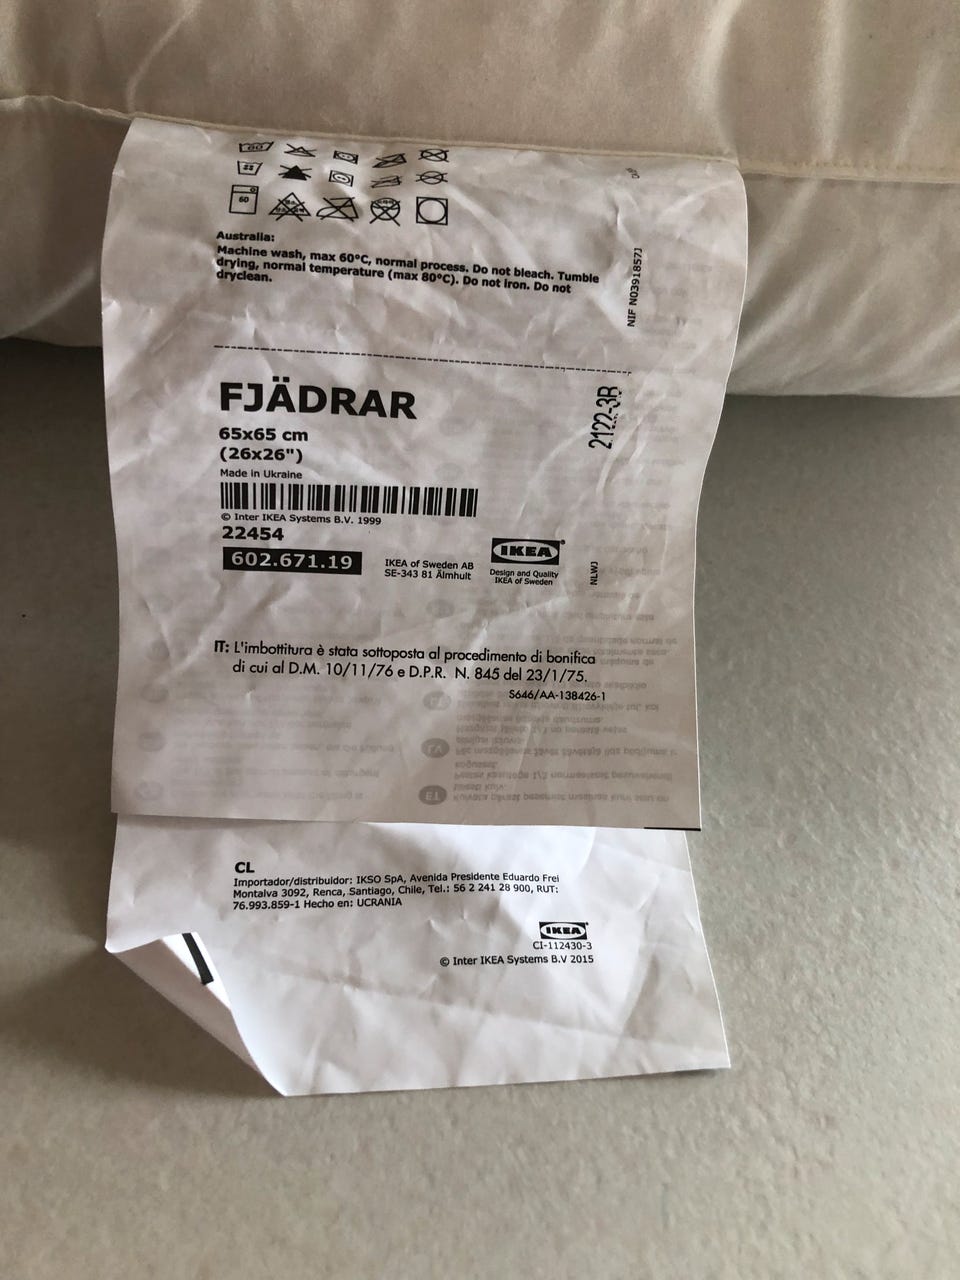 60
Australia:
Machine wash, max 60°C, normal process. Do not bleach. Tumble
drying, normal temperature (max 80°C). Do not iron. Do not
dryclean.
NIF N0391857J
FJÄDRAR
65x65 cm
(26x26")
Made in Ukraine
2122-3B
© Inter IKEA Systems B.V. 1999
22454
602.671.19
IKEA of Sweden AB
SE-343 81 Älmhult
IKEA
Design and Quality
IKEA of Sweden
NLWJ
IT: L'imbottitura è stata sottoposta al procedimento di bonifica
di cui al D.M. 10/11/76 e D.P.R. N. 845 del 23/1/75.
S646/AA-138426-1
CL
Importador/distribuidor: IKSO SpA, Avenida Presidente Eduardo Frei
Montalva 3092, Renca, Santiago, Chile, Tel.: 56 2 241 28 900, RUT:
76.993.859-1 Hecho en: UCRANIA
IKEA
CI-112430-3
© Inter IKEA Systems B.V 2015